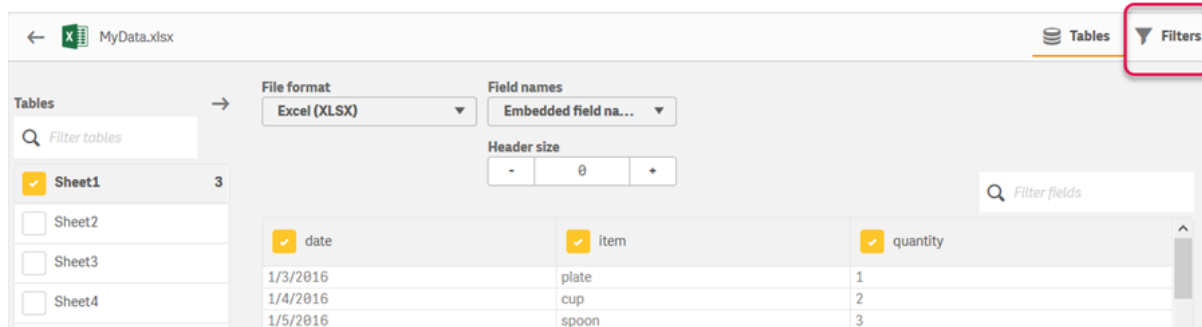 MyData.xlsx
Tables
Filters
Tables
Filter tables
Sheet1 3
Sheet2
Sheet3
Sheet4
File format
Excel (XLSX)
Field names
Embedded field na...
Header size
- 0 +
Filter fields
date item quantity
1/3/2016 plate 1
1/4/2016 cup 2
1/5/2016 spoon 3